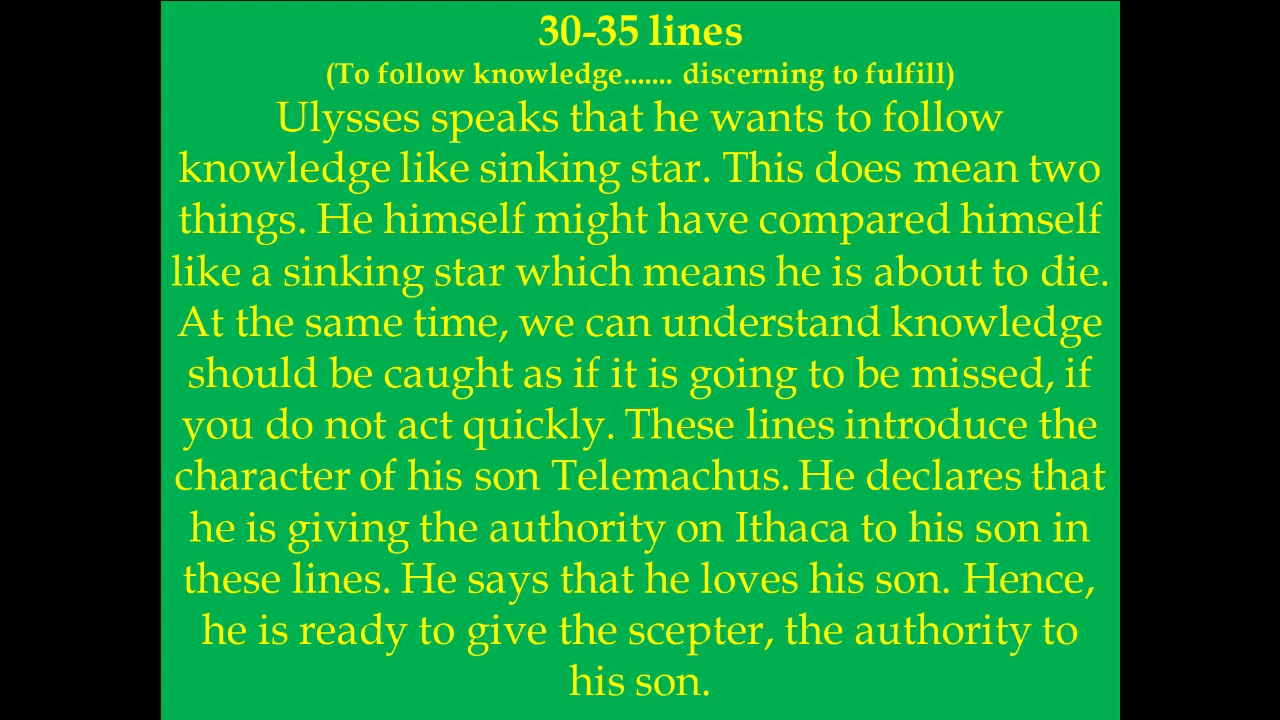 30-35 lines
(To follow knowledge....... discerning to fulfill)
Ulysses speaks that he wants to follow
knowledge like sinking star. This does mean two
things. He himself might have compared himself
like a sinking star which means he is about to die.
At the same time, we can understand knowledge
should be caught as if it is going to be missed, if
you do not act quickly. These lines introduce the
character of his son Telemachus. He declares that
he is giving the authority on Ithaca to his son in
these lines. He says that he loves his son. Hence,
he is ready to give the scepter, the authority to
his son.